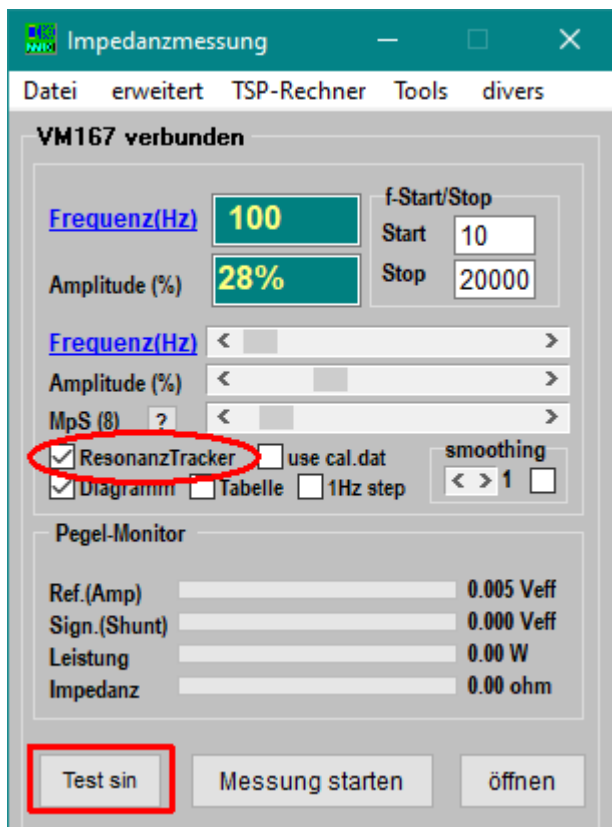 Impedanzmessung
Datei erweitert TSP-Rechner Tools divers
VM167 verbunden
f-Start/Stop
Frequenz(Hz) 100 Start 10
Amplitude (%) 28% Stop 20000
Frequenz(Hz) < >
Amplitude (%) < >
MpS (8) ? < >
ResonanzTracker use cal.dat smoothing
Diagramm Tabelle 1Hz step < > 1
Pegel-Monitor
Ref.(Amp) 0.005 Veff
Sign.(Shunt) 0.000 Veff
Leistung 0.00 W
Impedanz 0.00 ohm
Test sin Messung starten öffnen